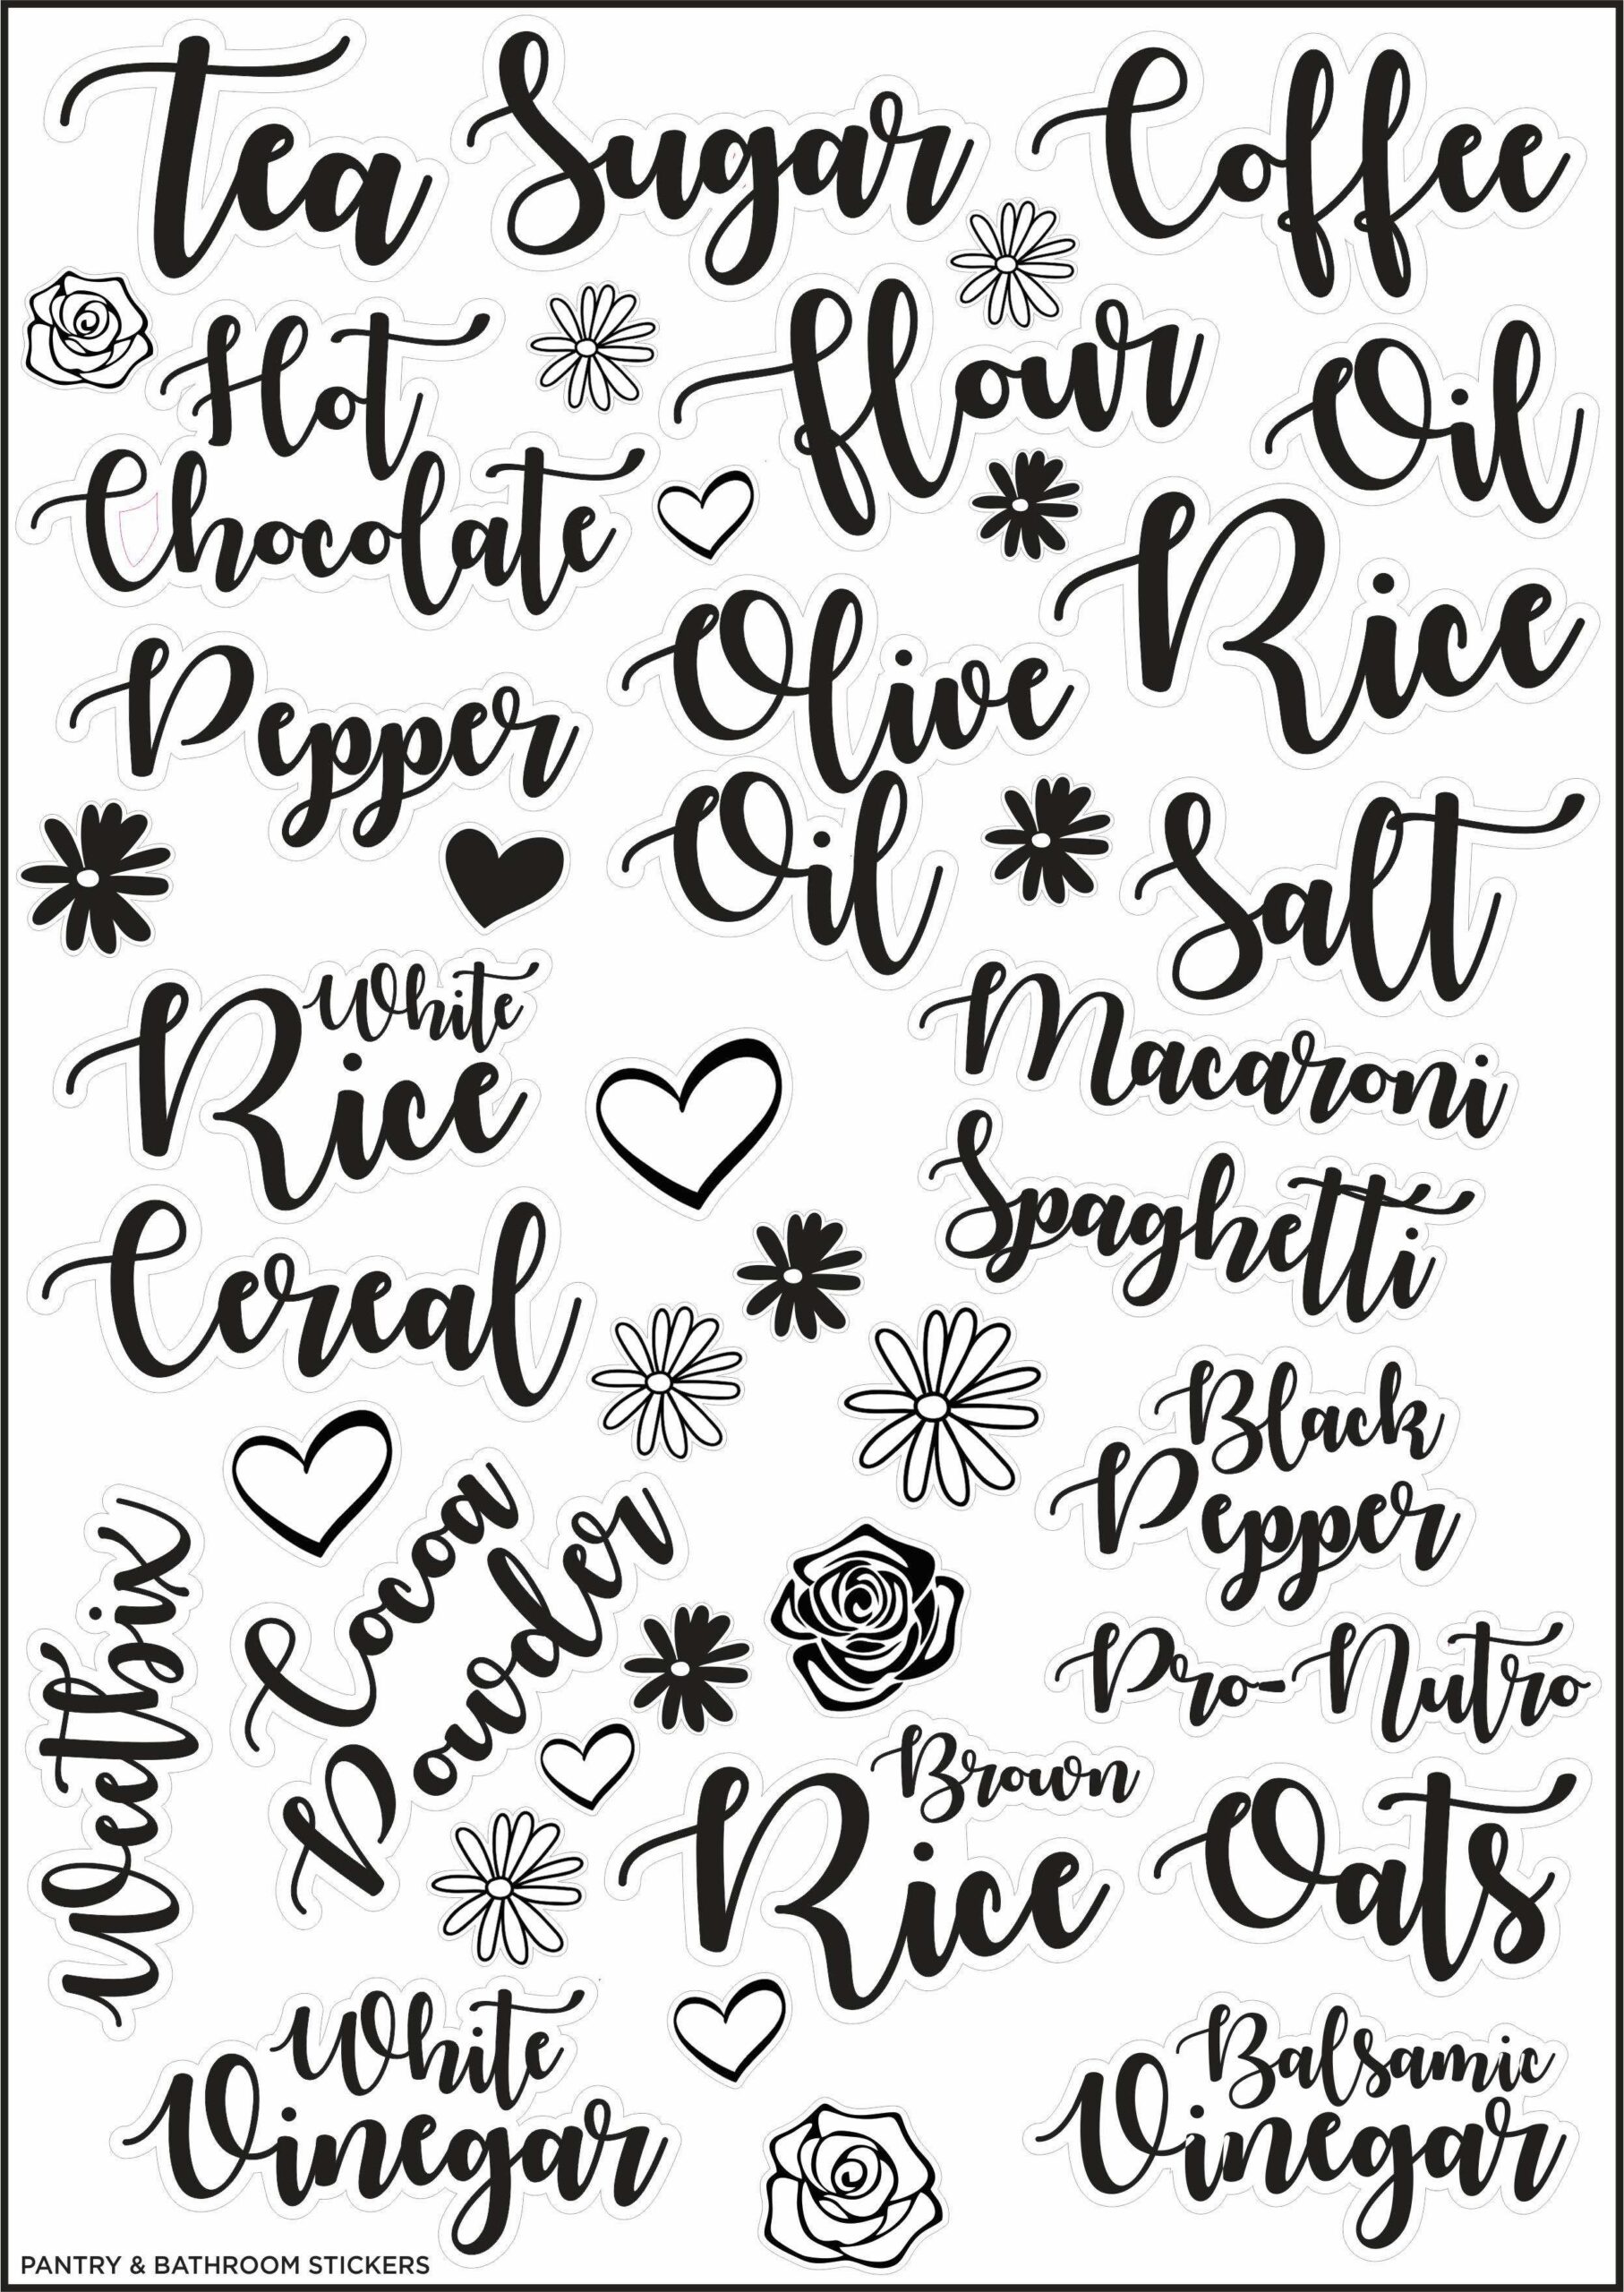 Tea
Sugar
Coffee
Hot
Chocolate
flour
Oil
Rice
Pepper
Olive
Oil
Salt
White
Rice
Macaroni
Spaghetti
Cereal
Black
Pepper
Weetbix
Cocoa
Powder
Pro-Nutro
Brown
Rice
Oats
White
Vinegar
Balsamic
Vinegar
PANTRY & BATHROOM STICKERS